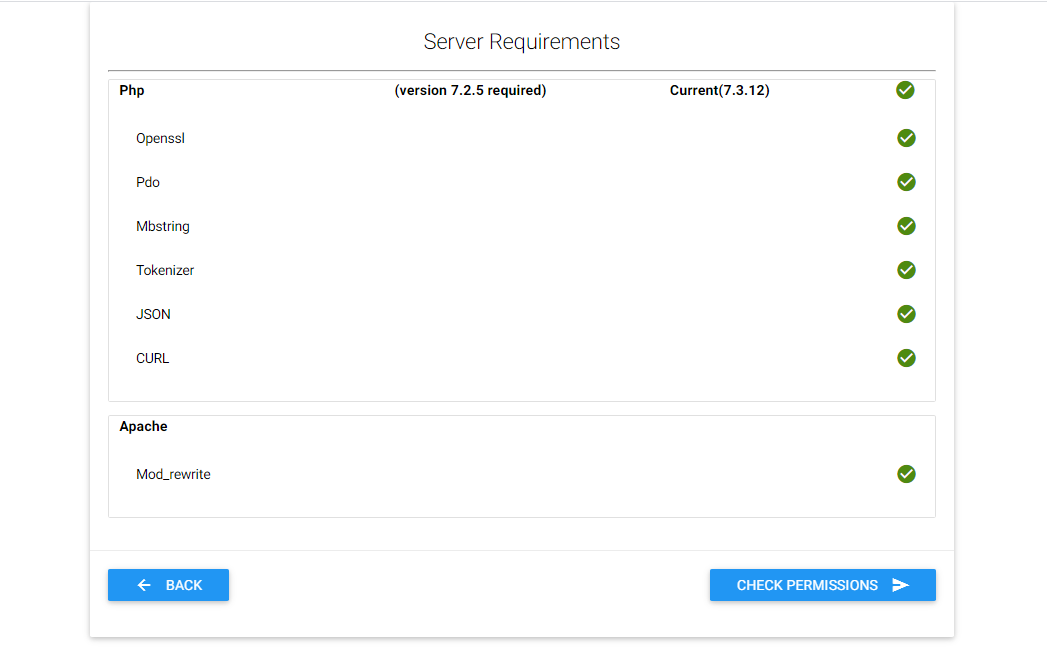 Server Requirements
Php (version 7.2.5 required) Current(7.3.12)
Openssl
Pdo
Mbstring
Tokenizer
JSON
CURL
Apache
Mod_rewrite
BACK CHECK PERMISSIONS